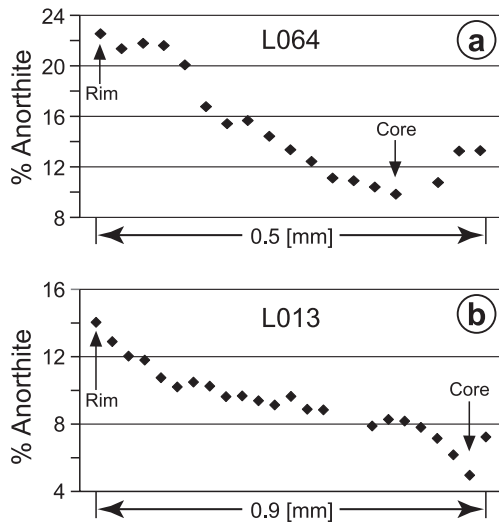 24
L064
a
20
Rim
16
Core
12
8
% Anorthite
0.5 [mm]
16
L013
b
12
Rim
Core
8
4
% Anorthite
0.9 [mm]